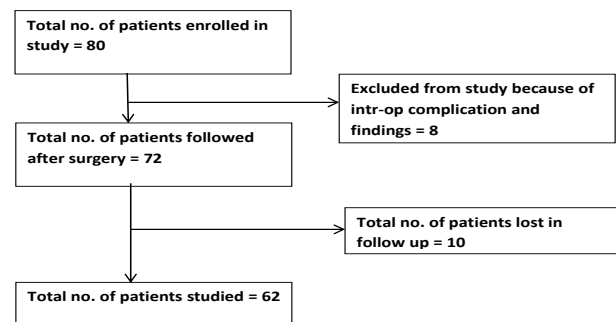 Total no. of patients enrolled in
study = 80
Excluded from study because of
intr-op complication and
findings = 8
Total no. of patients followed
after surgery = 72
Total no. of patients lost in
follow up = 10
Total no. of patients studied = 62